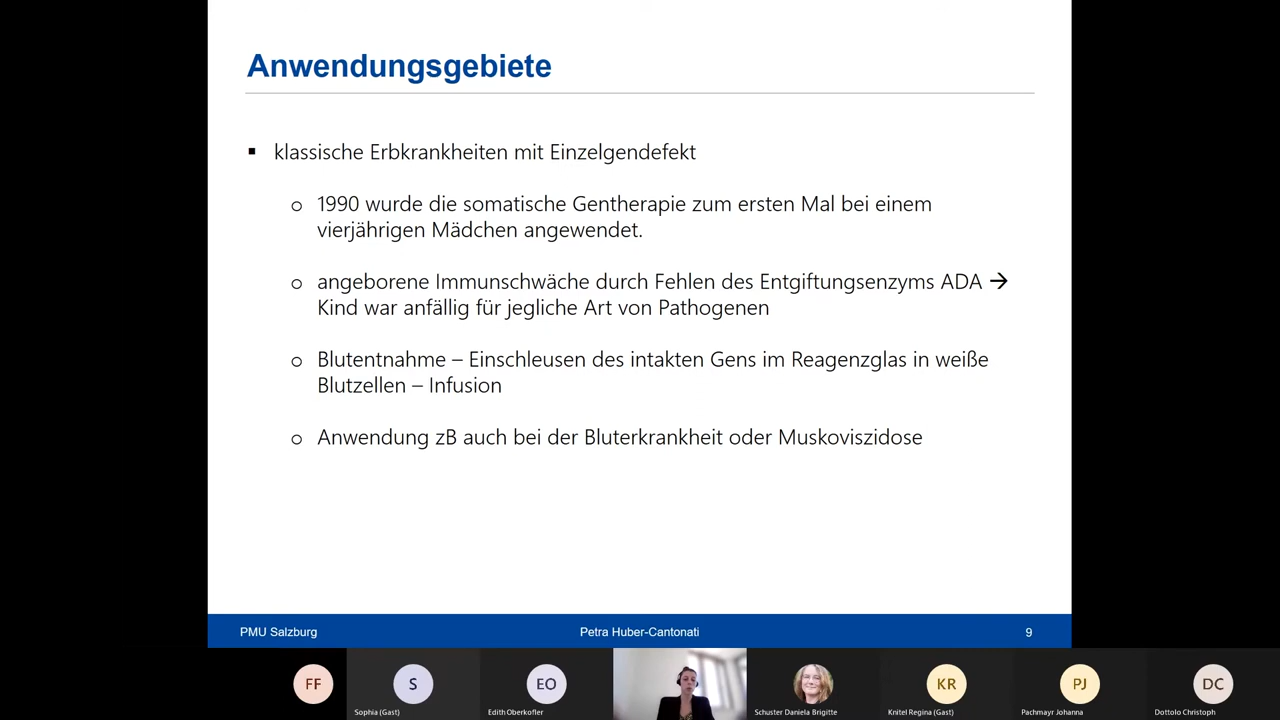 Anwendungsgebiete
▪ klassische Erbkrankheiten mit Einzelgendefekt
o 1990 wurde die somatische Gentherapie zum ersten Mal bei einem
vierjährigen Mädchen angewendet.
o angeborene Immunschwäche durch Fehlen des Entgiftungsenzyms ADA →
Kind war anfällig für jegliche Art von Pathogenen
o Blutentnahme – Einschleusen des intakten Gens im Reagenzglas in weiße
Blutzellen – Infusion
o Anwendung zB auch bei der Bluterkrankheit oder Muskoviszidose
PMU Salzburg
Petra Huber-Cantonati
9
FF
S
EO
KR
PJ
DC
Sophia (Gast)
Edith Oberkofler
Schuster Daniela Brigitte
Knitel Regina (Gast)
Pachmayr Johanna
Dottolo Christoph